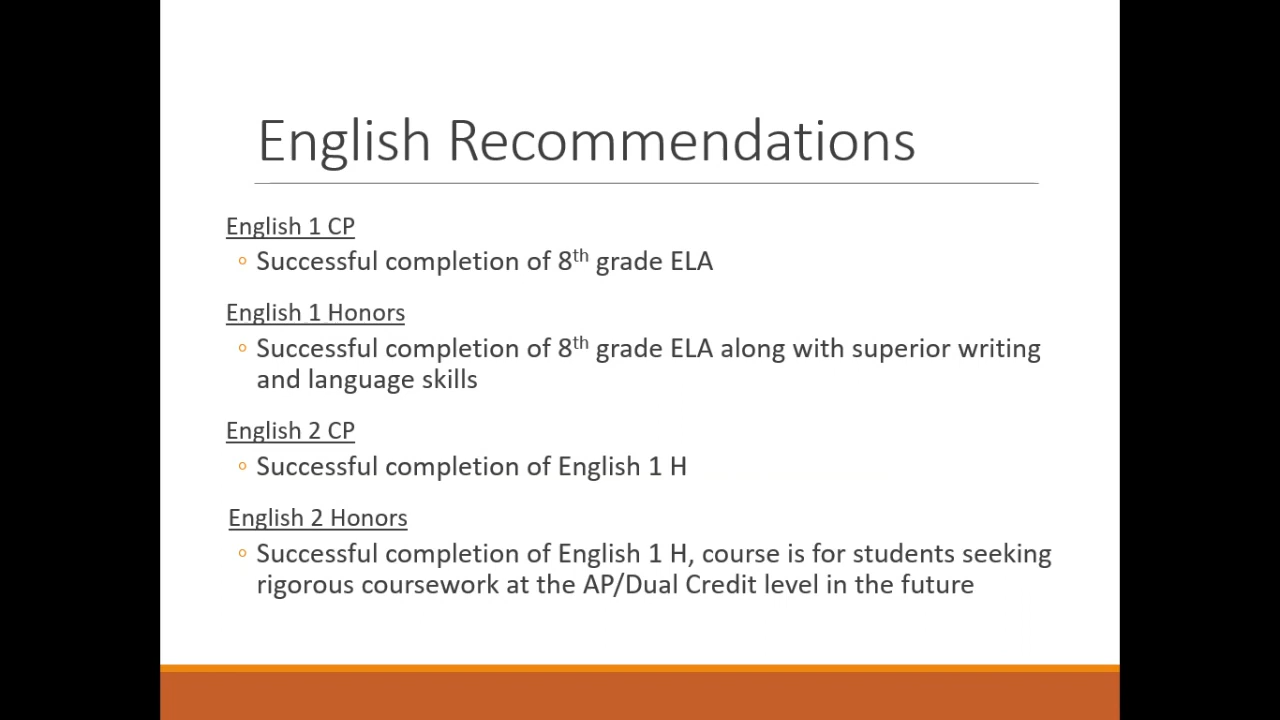 English Recommendations
English 1 CP
◦ Successful completion of 8th grade ELA
English 1 Honors
◦ Successful completion of 8th grade ELA along with superior writing
and language skills
English 2 CP
◦ Successful completion of English 1 H
English 2 Honors
◦ Successful completion of English 1 H, course is for students seeking
rigorous coursework at the AP/Dual Credit level in the future